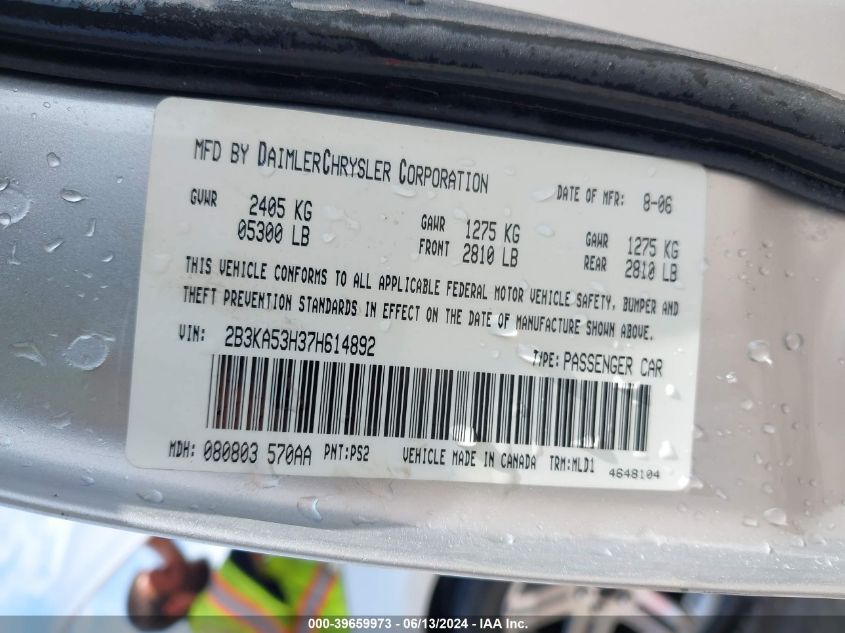 MFD BY DAIMLERCHRYSLER CORPORATION DATE OF MFR: 8-06
GVWR 2405 KG GAWR 1275 KG GAWR 1275 KG
05300 LB FRONT 2810 LB REAR 2810 LB
THIS VEHICLE CONFORMS TO ALL APPLICABLE FEDERAL MOTOR VEHICLE SAFETY, BUMPER AND
THEFT PREVENTION STANDARDS IN EFFECT ON THE DATE OF MANUFACTURE SHOWN ABOVE.
VIN: 2B3KA53H37H614892 TYPE: PASSENGER CAR
MDH: 080803 570AA PNT:PS2 VEHICLE MADE IN CANADA TRM:MLD1
4648104
000-39659973 - 06/13/2024 - IAA Inc.